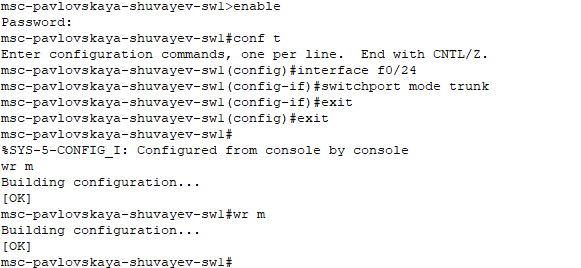 msc-pavlovskaya-shuvayev-sw1>enable
Password:
msc-pavlovskaya-shuvayev-sw1#conf t
Enter configuration commands, one per line.  End with CNTL/Z.
msc-pavlovskaya-shuvayev-sw1(config)#interface f0/24
msc-pavlovskaya-shuvayev-sw1(config-if)#switchport mode trunk
msc-pavlovskaya-shuvayev-sw1(config-if)#exit
msc-pavlovskaya-shuvayev-sw1(config)#exit
msc-pavlovskaya-shuvayev-sw1#
%SYS-5-CONFIG_I: Configured from console by console
wr m
Building configuration...
[OK]
msc-pavlovskaya-shuvayev-sw1#wr m
Building configuration...
[OK]
msc-pavlovskaya-shuvayev-sw1#